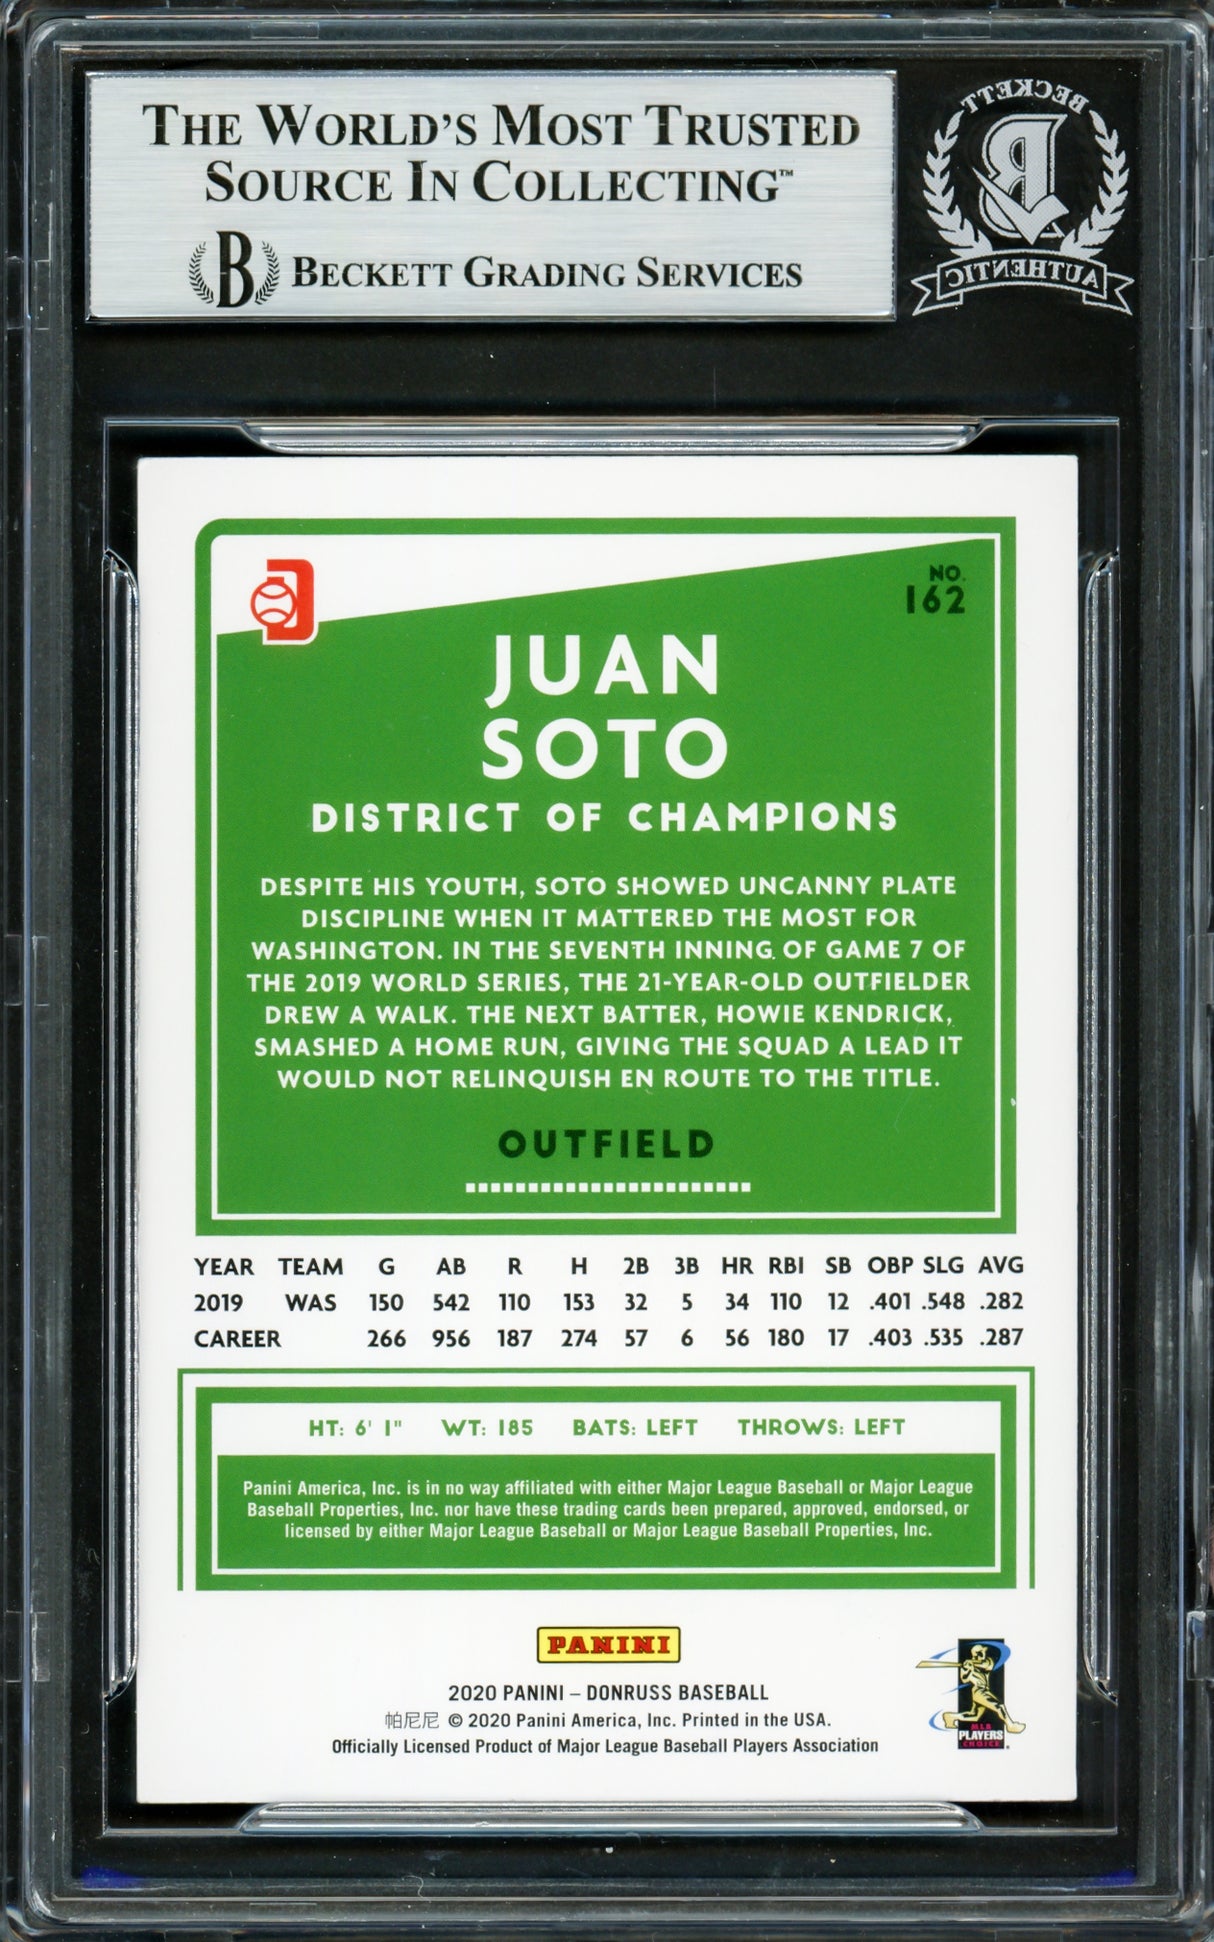 THE WORLD'S MOST TRUSTED
SOURCE IN COLLECTING™
B BECKETT GRADING SERVICES
BECKETT
B
AUTHENTIC
NO.
162
JUAN
SOTO
DISTRICT OF CHAMPIONS
DESPITE HIS YOUTH, SOTO SHOWED UNCANNY PLATE
DISCIPLINE WHEN IT MATTERED THE MOST FOR
WASHINGTON. IN THE SEVENTH INNING OF GAME 7 OF
THE 2019 WORLD SERIES, THE 21-YEAR-OLD OUTFIELDER
DREW A WALK. THE NEXT BATTER, HOWIE KENDRICK,
SMASHED A HOME RUN, GIVING THE SQUAD A LEAD IT
WOULD NOT RELINQUISH EN ROUTE TO THE TITLE.
OUTFIELD
YEAR TEAM G AB R H 2B 3B HR RBI SB OBP SLG AVG
2019 WAS 150 542 110 153 32 5 34 110 12 .401 .548 .282
CAREER 266 956 187 274 57 6 56 180 17 .403 .535 .287
HT: 6' 1" WT: 185 BATS: LEFT THROWS: LEFT
Panini America, Inc. is in no way affiliated with either Major League Baseball or Major League
Baseball Properties, Inc. nor have these trading cards been prepared, approved, endorsed, or
licensed by either Major League Baseball or Major League Baseball Properties, Inc.
PANINI
2020 PANINI – DONRUSS BASEBALL
帕尼尼 © 2020 Panini America, Inc. Printed in the USA.
Officially Licensed Product of Major League Baseball Players Association
MLB
PLAYERS
CHOICE